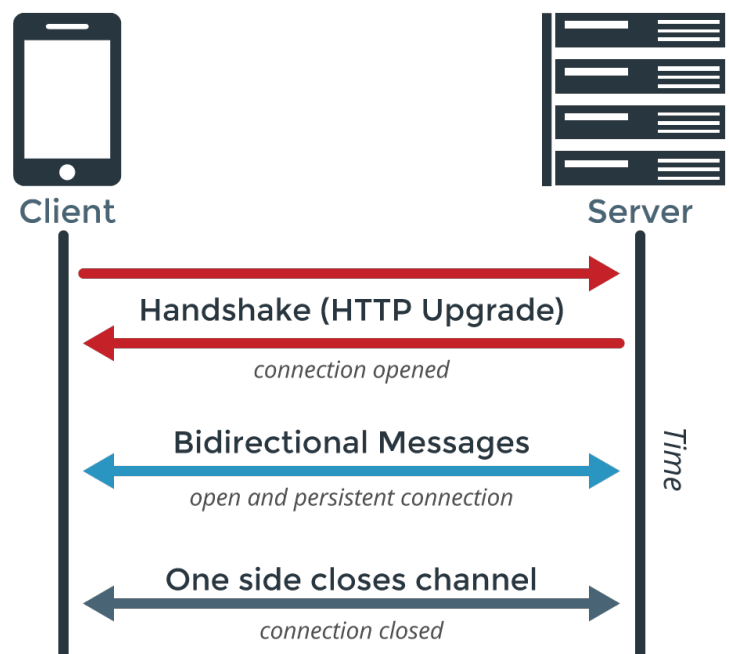 Client
Server
Handshake (HTTP Upgrade)
connection opened
Bidirectional Messages
open and persistent connection
Time
One side closes channel
connection closed